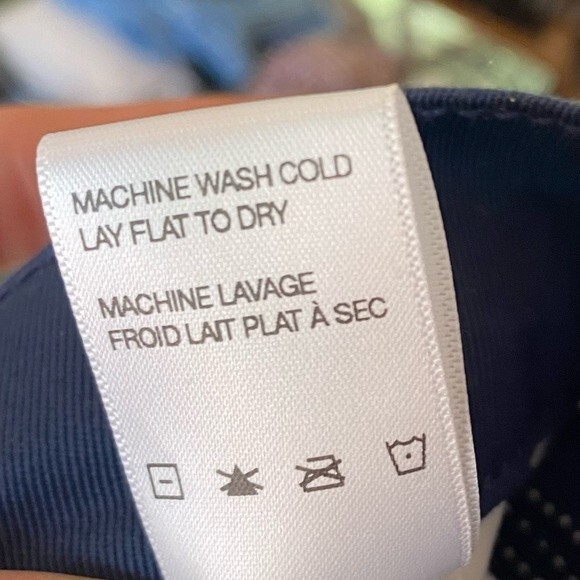 MACHINE WASH COLD
LAY FLAT TO DRY
MACHINE LAVAGE
FROID LAIT PLAT À SEC